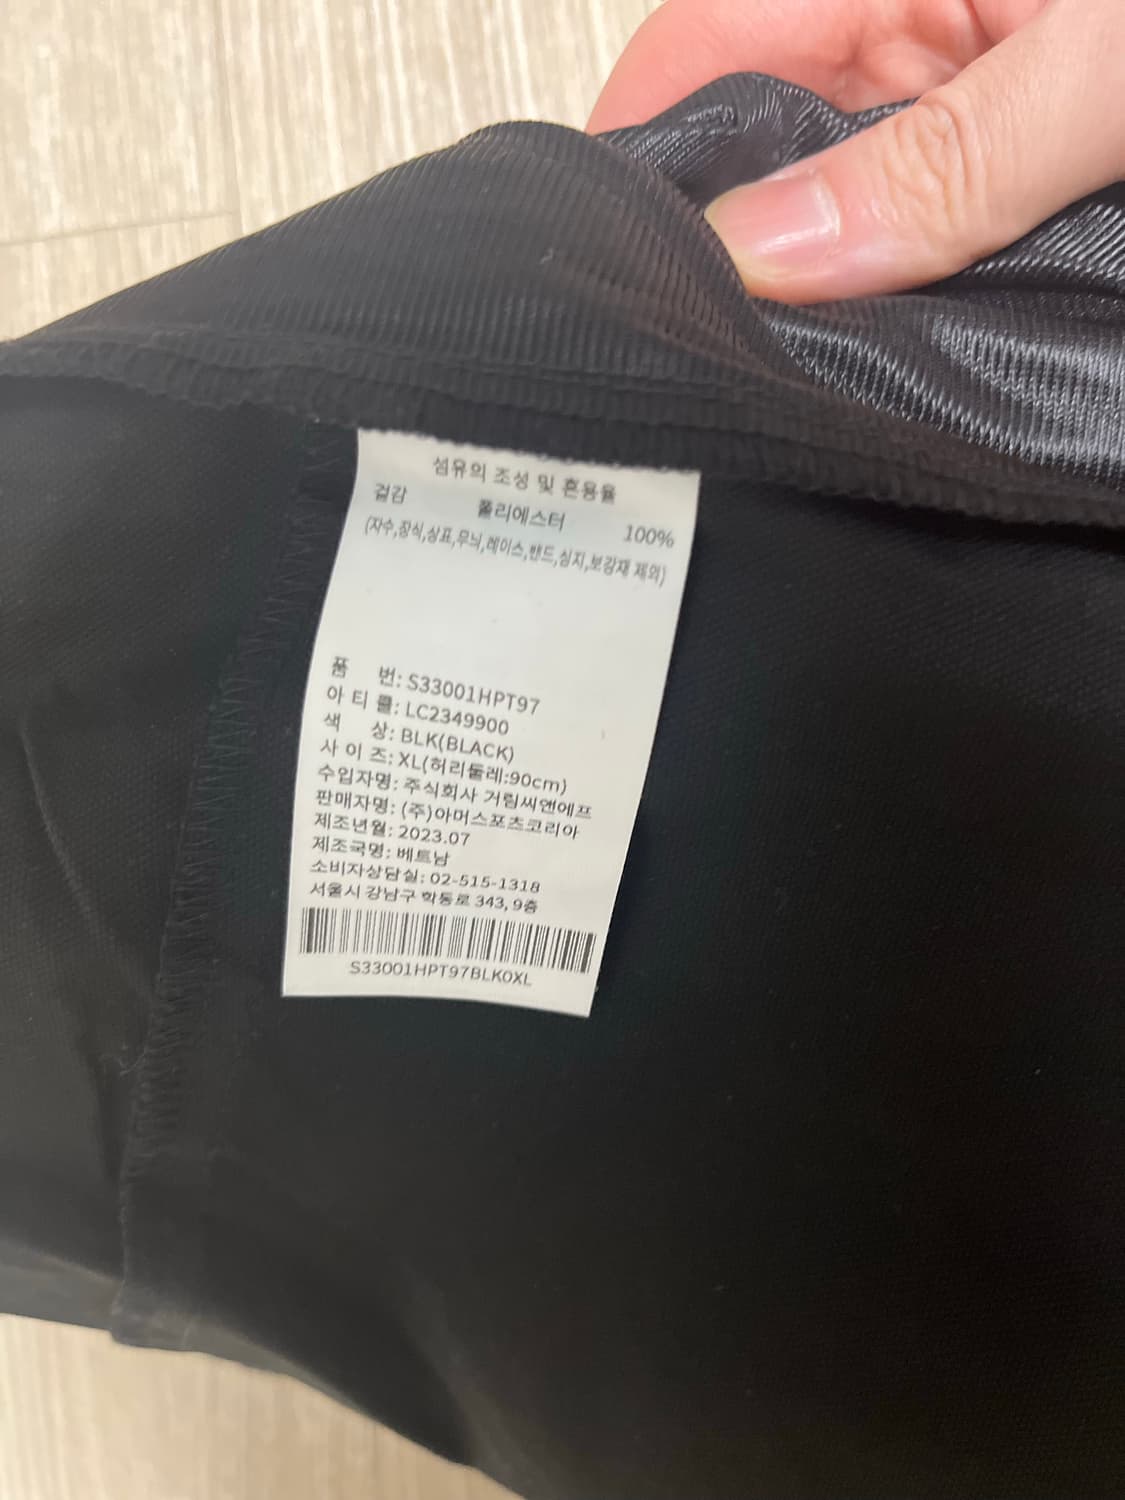 섬유의 조성 및 혼용율
겉감 폴리에스터 100%
(자수,장식,상표,무늬,레이스,밴드,심지,보강재 제외)
품 번: S33001HPT97
아 티 클: LC2349900
색 상: BLK(BLACK)
사 이 즈: XL(허리둘레:90cm)
수입자명: 주식회사 거림씨앤에프
판매자명: (주)아머스포츠코리아
제조년월: 2023.07
제조국명: 베트남
소비자상담실: 02-515-1318
서울시 강남구 학동로 343, 9층
S33001HPT97BLK0XL